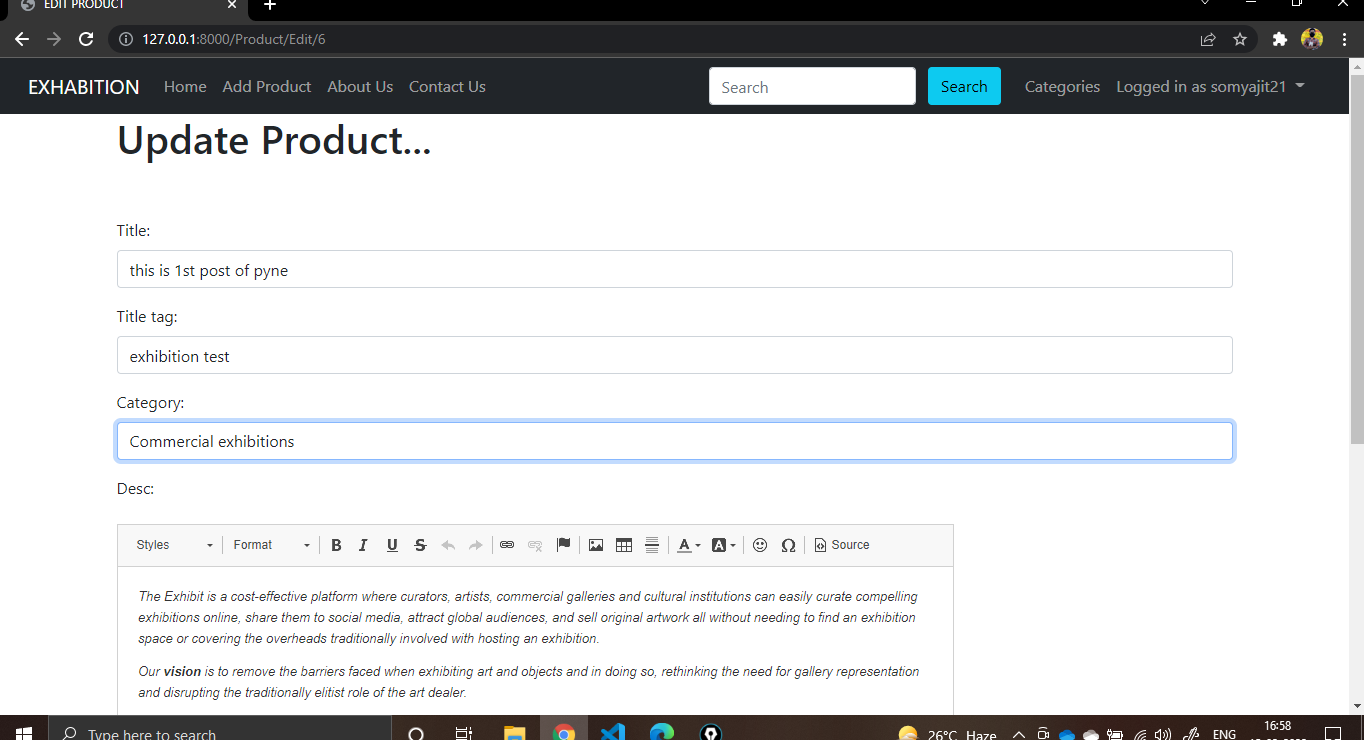 EDIT PRODUCT
127.0.0.1:8000/Product/Edit/6
EXHABITION Home Add Product About Us Contact Us Search Search Categories Logged in as somyajit21
Update Product...
Title:
this is 1st post of pyne
Title tag:
exhibition test
Category:
Commercial exhibitions
Desc:
Styles Format B I U S A A Ω Source
The Exhibit is a cost-effective platform where curators, artists, commercial galleries and cultural institutions can easily curate compelling
exhibitions online, share them to social media, attract global audiences, and sell original artwork all without needing to find an exhibition
space or covering the overheads traditionally involved with hosting an exhibition.
Our vision is to remove the barriers faced when exhibiting art and objects and in doing so, rethinking the need for gallery representation
and disrupting the traditionally elitist role of the art dealer.
Type here to search 26°C Haze ENG 16:58